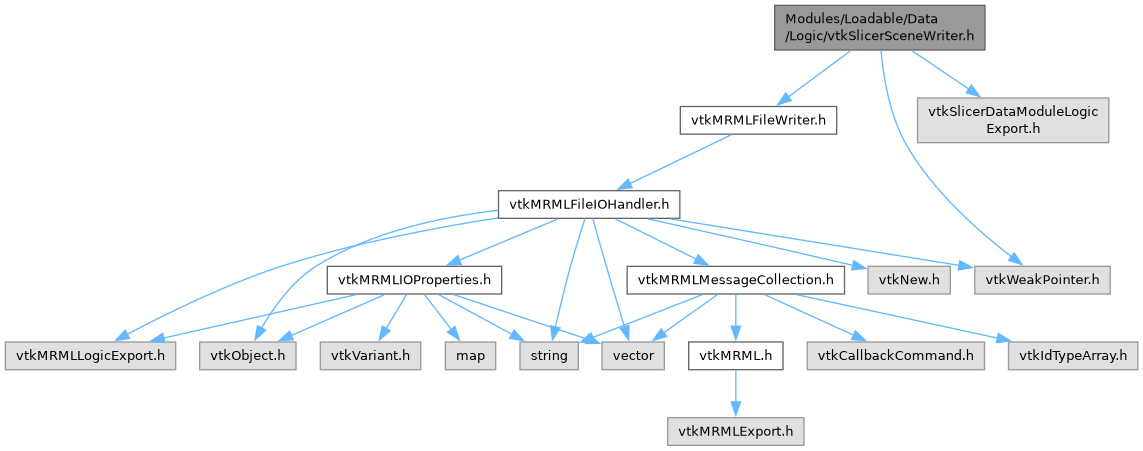 Modules/Loadable/Data
/Logic/vtkSlicerSceneWriter.h
vtkMRMLFileWriter.h
vtkSlicerDataModuleLogic
Export.h
vtkMRMLFileIOHandler.h
vtkMRMLIOProperties.h
vtkMRMLMessageCollection.h
vtkNew.h
vtkWeakPointer.h
vtkMRMLLogicExport.h
vtkObject.h
vtkVariant.h
map
string
vector
vtkMRML.h
vtkCallbackCommand.h
vtkIdTypeArray.h
vtkMRMLExport.h